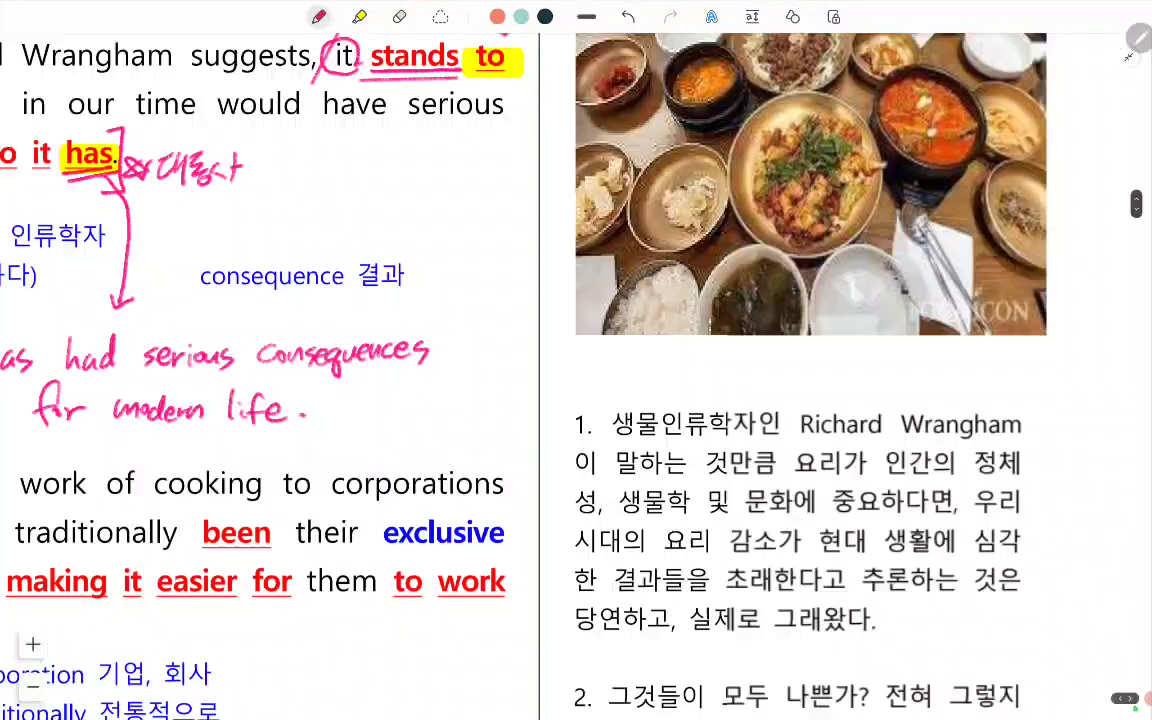 Wrangham suggests, it stands to
in our time would have serious
o it has.
대동사
인류학자
다)
consequence 결과
as had serious consequences
for modern life.
work of cooking to corporations
traditionally been their exclusive
making it easier for them to work
poration 기업, 회사
itionally 전통적으로
1. 생물인류학자인 Richard Wrangham
이 말하는 것만큼 요리가 인간의 정체
성, 생물학 및 문화에 중요하다면, 우리
시대의 요리 감소가 현대 생활에 심각
한 결과들을 초래한다고 추론하는 것은
당연하고, 실제로 그래왔다.
2. 그것들이 모두 나쁜가? 전혀 그렇지